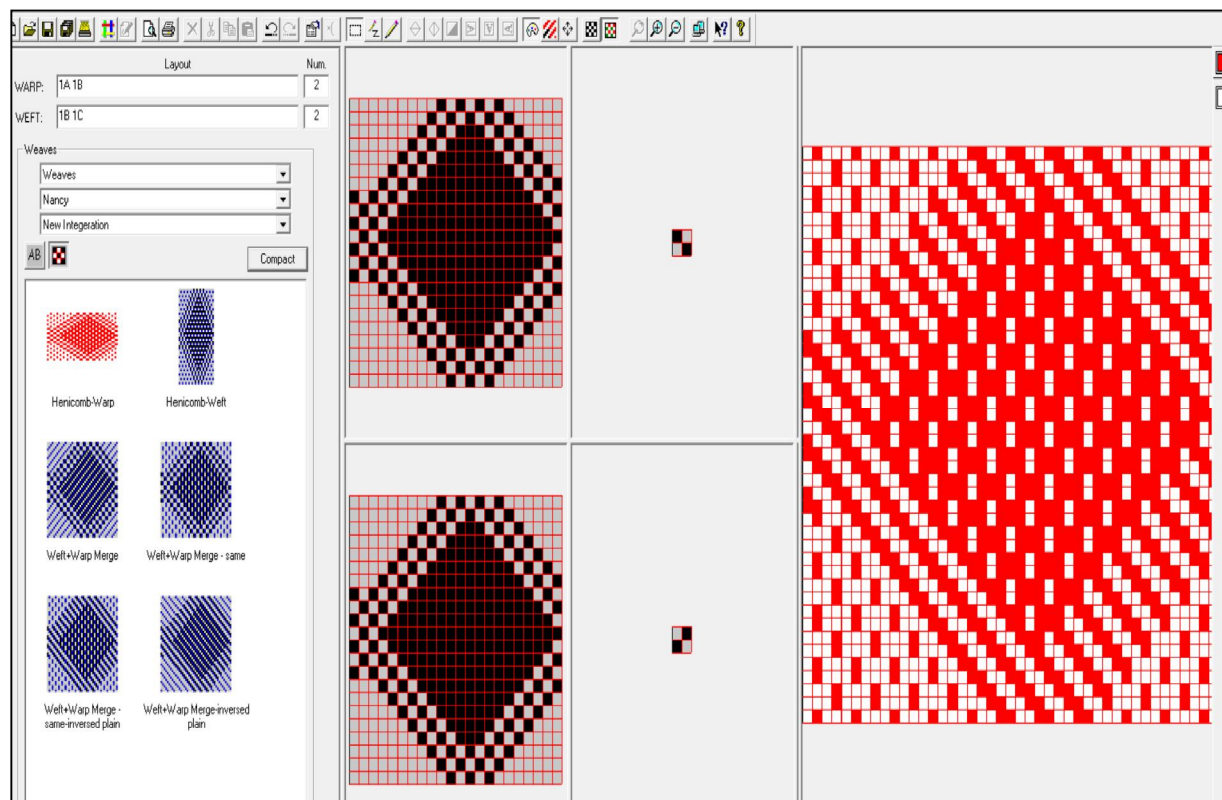 Layout Num.
WARP: 1A 1B 2
WEFT: 1B 1C 2
Weaves
Weaves
Nancy
New Integeration
AB Compact
Henicomb-Warp Henicomb-Weft
Weft+Warp Merge Weft+Warp Merge - same
Weft+Warp Merge - Weft+Warp Merge-inversed
same-inversed plain plain